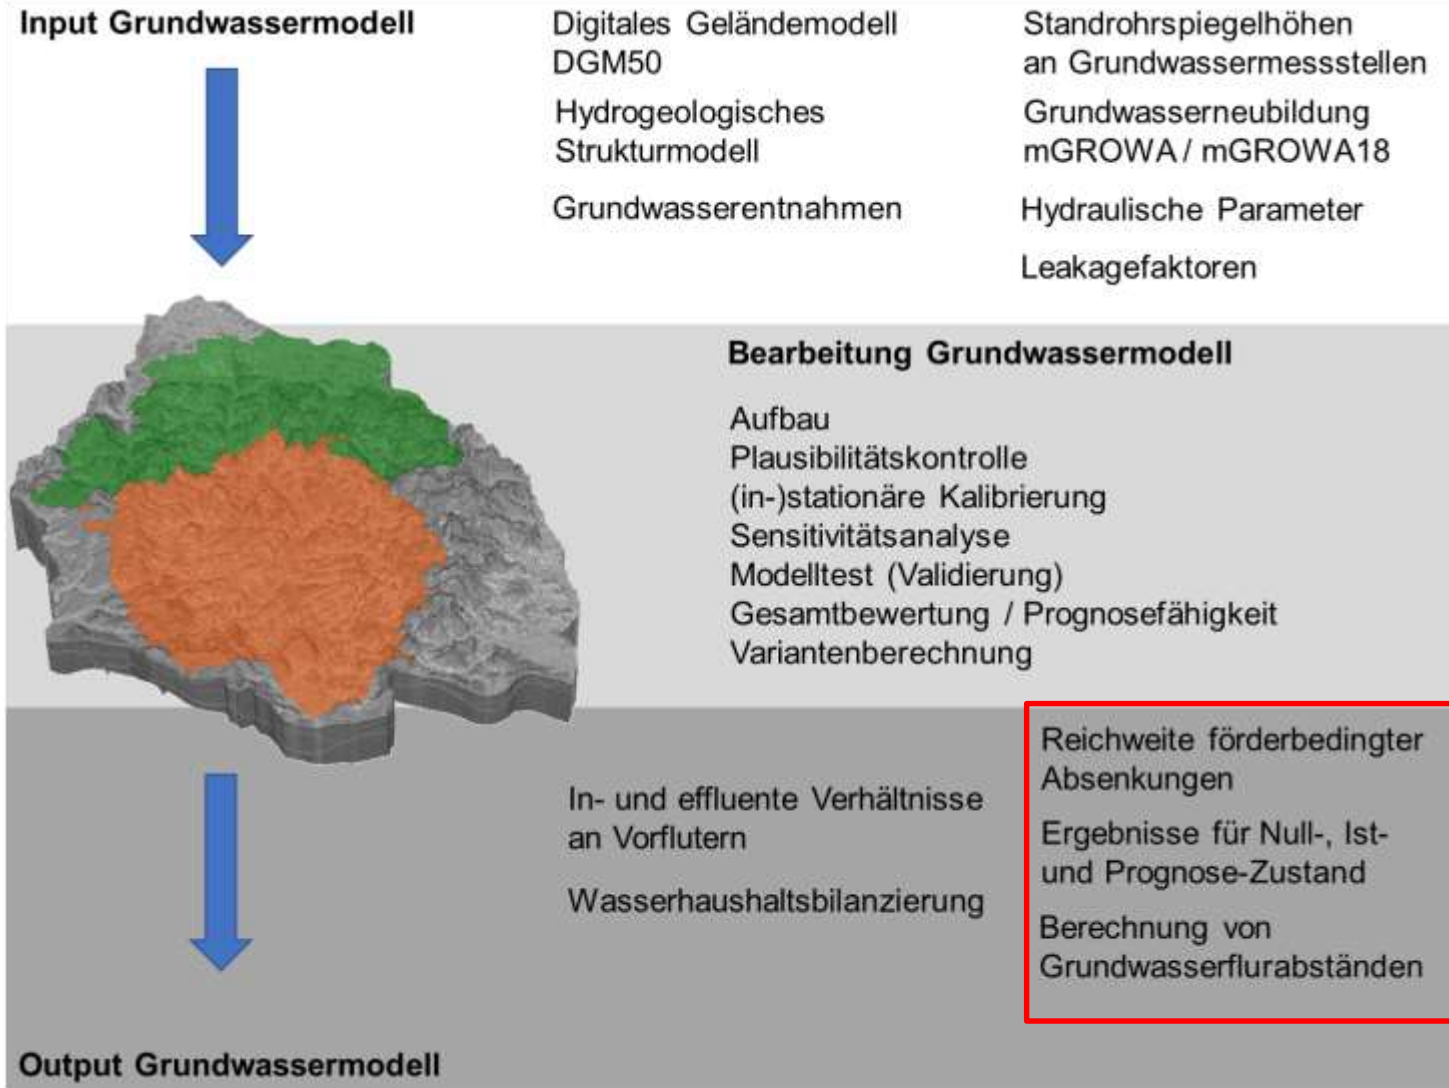 Input Grundwassermodell
Digitales Geländemodell
DGM50
Hydrogeologisches
Strukturmodell
Grundwasserentnahmen
Standrohrspiegelhöhen
an Grundwassermessstellen
Grundwasserneubildung
mGROWA / mGROWA18
Hydraulische Parameter
Leakagefaktoren
Bearbeitung Grundwassermodell
Aufbau
Plausibilitätskontrolle
(in-)stationäre Kalibrierung
Sensitivitätsanalyse
Modelltest (Validierung)
Gesamtbewertung / Prognosefähigkeit
Variantenberechnung
In- und effluente Verhältnisse
an Vorflutern
Wasserhaushaltsbilanzierung
Reichweite förderbedingter
Absenkungen
Ergebnisse für Null-, Ist-
und Prognose-Zustand
Berechnung von
Grundwasserflurabständen
Output Grundwassermodell